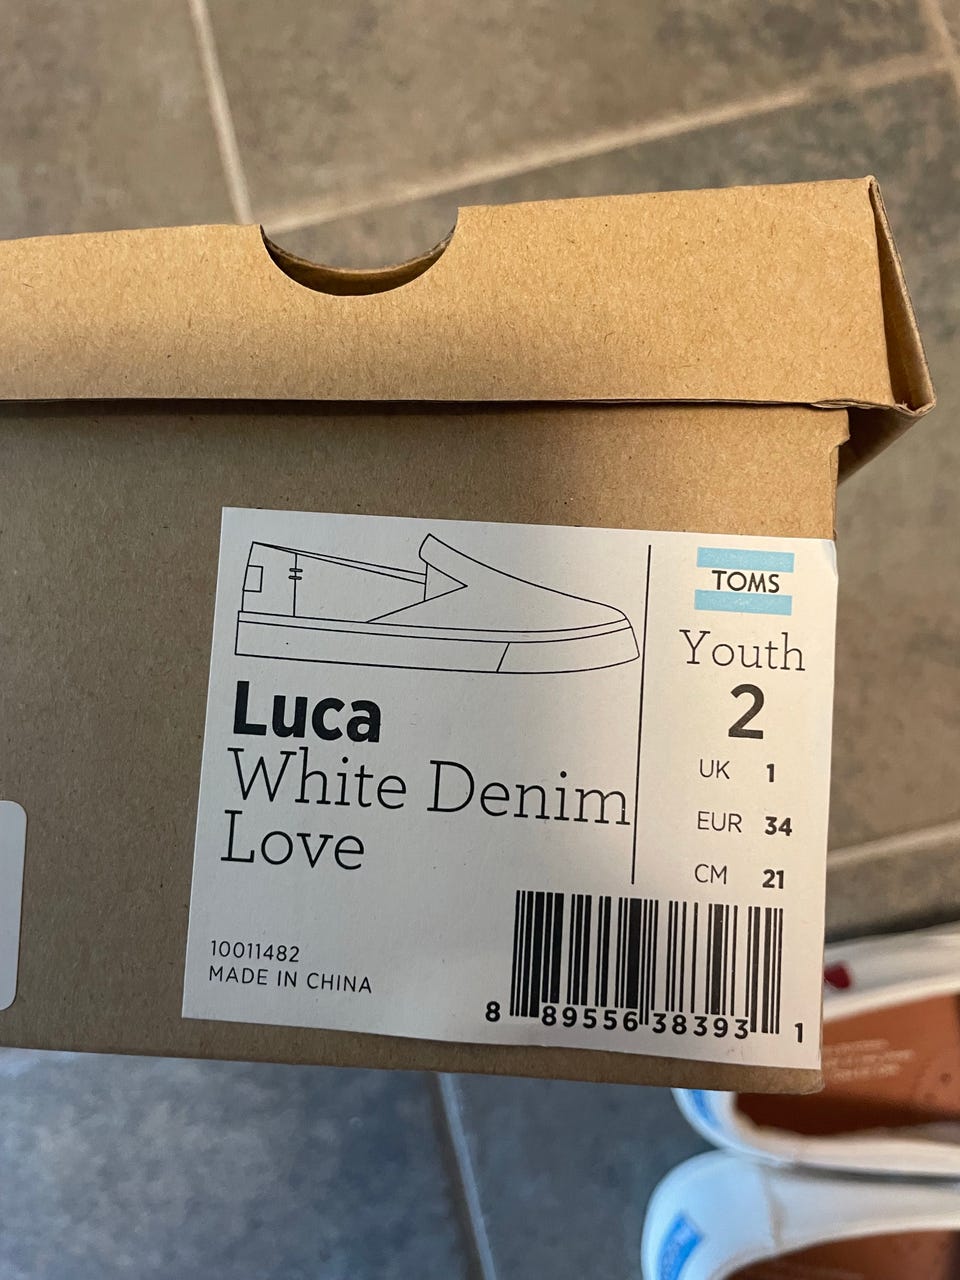 Luca
White Denim
Love
10011482
MADE IN CHINA
TOMS
Youth
2
UK 1
EUR 34
CM 21
8 89556 38393 1